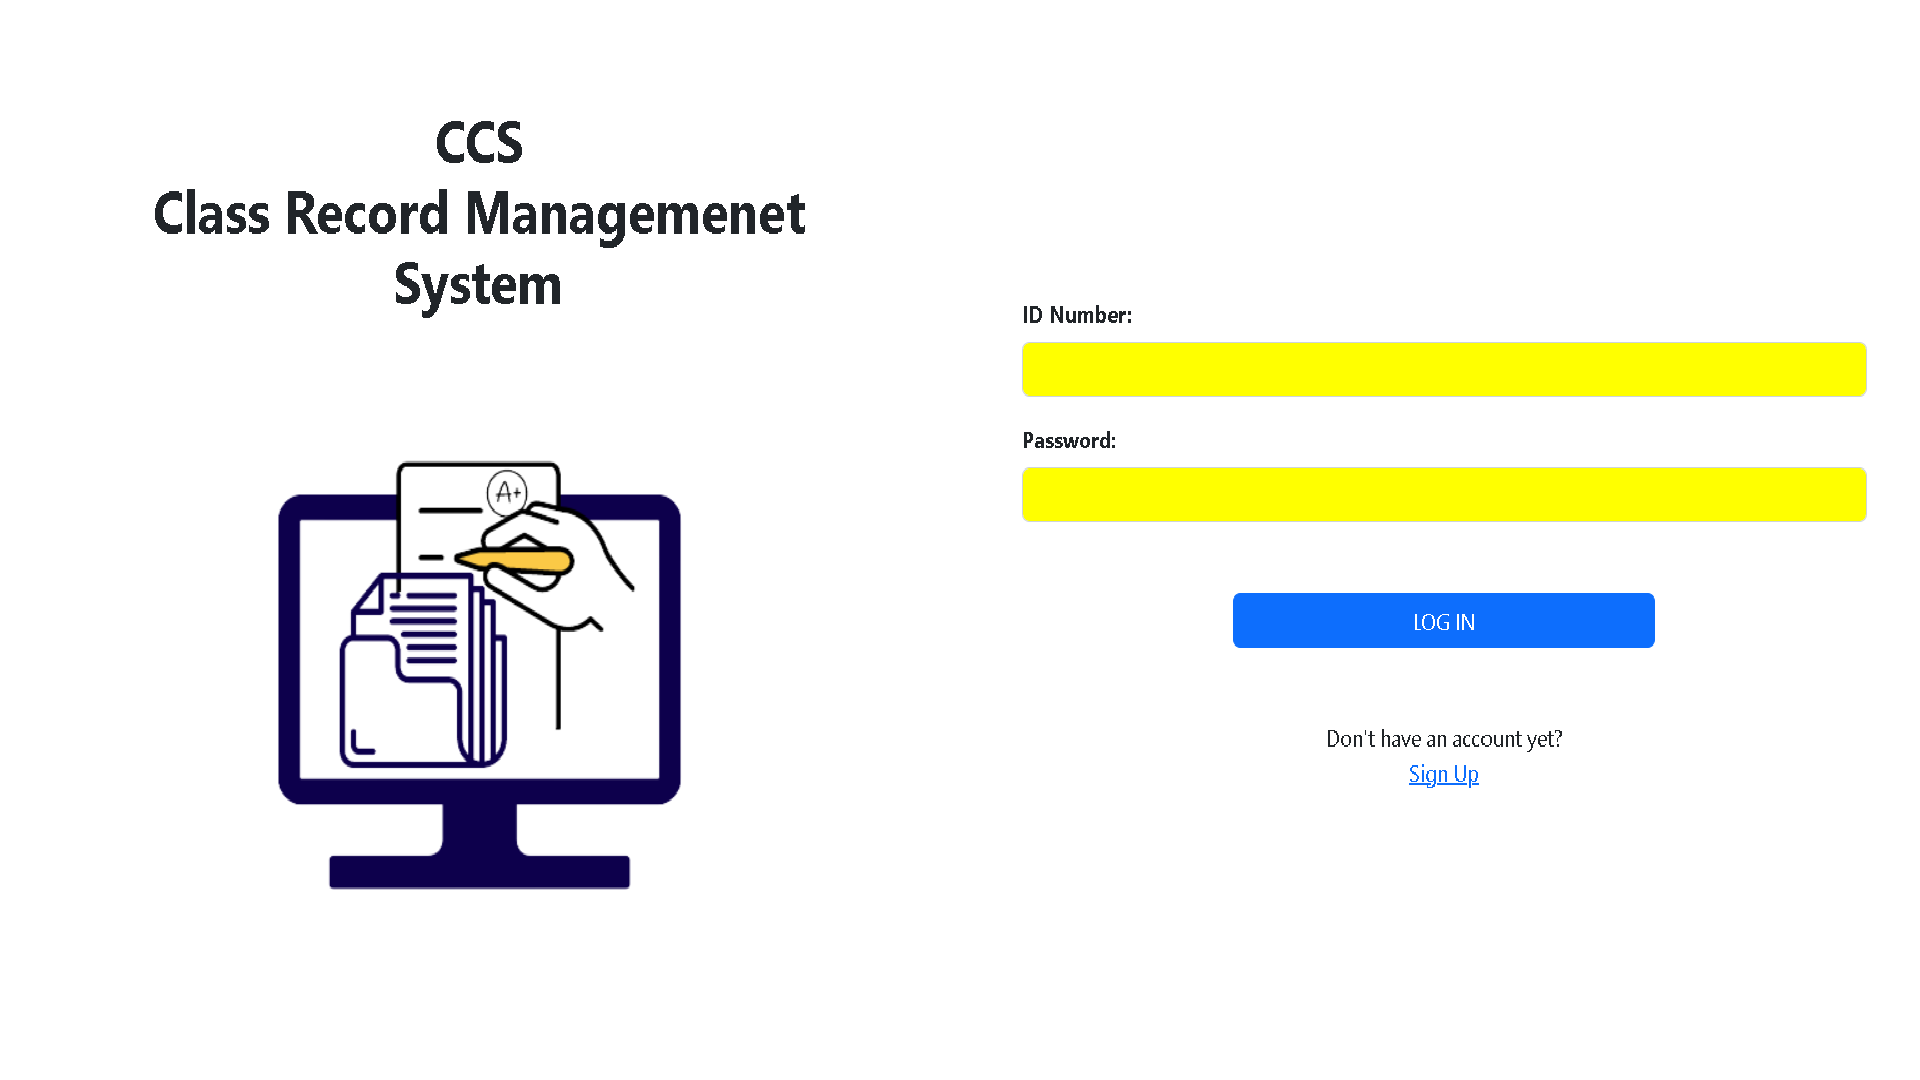 CCS
Class Record Managemenet
System
A+
ID Number:
Password:
LOG IN
Don't have an account yet?
Sign Up